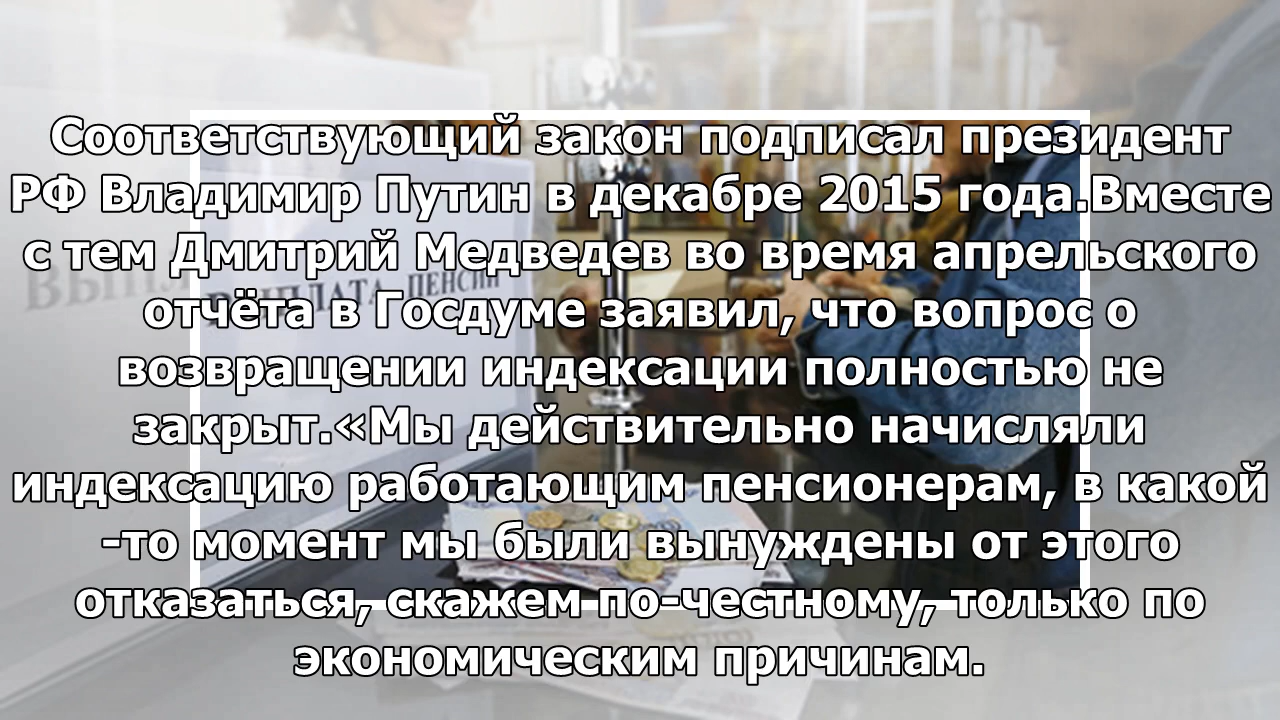 Соответствующий закон подписал президент
РФ Владимир Путин в декабре 2015 года.Вместе
с тем Дмитрий Медведев во время апрельского
отчёта в Госдуме заявил, что вопрос о
возвращении индексации полностью не
закрыт.«Мы действительно начисляли
индексацию работающим пенсионерам, в какой
-то момент мы были вынуждены от этого
отказаться, скажем по-честному, только по
экономическим причинам.
ВЫПЛАТА ПЕНСИЙ